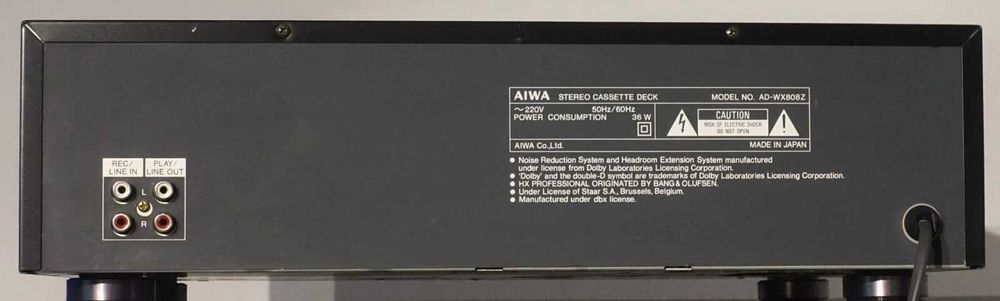 AIWA STEREO CASSETTE DECK MODEL NO. AD-WX808Z
~220V 50Hz/60Hz
POWER CONSUMPTION 36 W
CAUTION
RISK OF ELECTRIC SHOCK
DO NOT OPEN
AIWA Co.,Ltd. MADE IN JAPAN
• Noise Reduction System and Headroom Extension System manufactured
under license from Dolby Laboratories Licensing Corporation.
• 'Dolby' and the double-D symbol are trademarks of Dolby Laboratories Licensing Corporation.
• HX PROFESSIONAL ORIGINATED BY BANG & OLUFSEN.
• Under License of Staar S.A., Brussels, Belgium.
• Manufactured under dbx license.
REC/ PLAY/
LINE IN LINE OUT
L
R